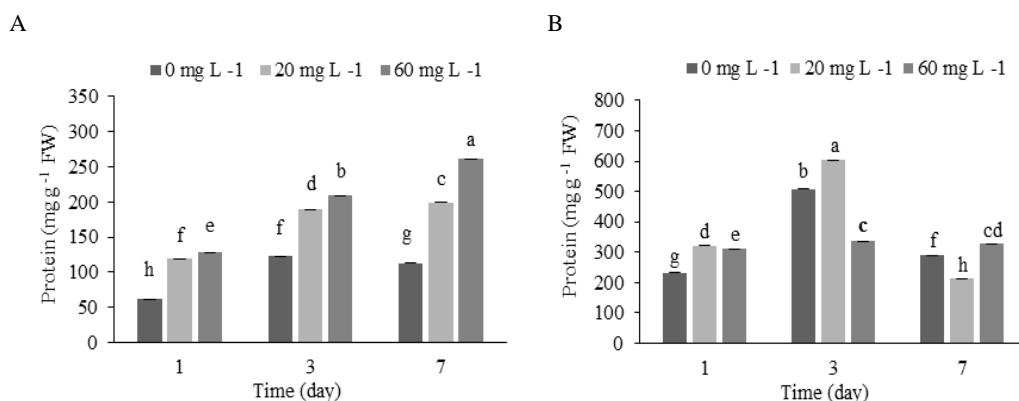 A
0 mg L -1 20 mg L -1 60 mg L -1
Protein (mg g -1 FW)
350
300
250
200
150
100
50
0
h f e f d b g c a
1 3 7
Time (day)
B
0 mg L -1 20 mg L -1 60 mg L -1
Protein (mg g -1 FW)
800
700
600
500
400
300
200
100
0
g d e b a c f h cd
1 3 7
Time (day)